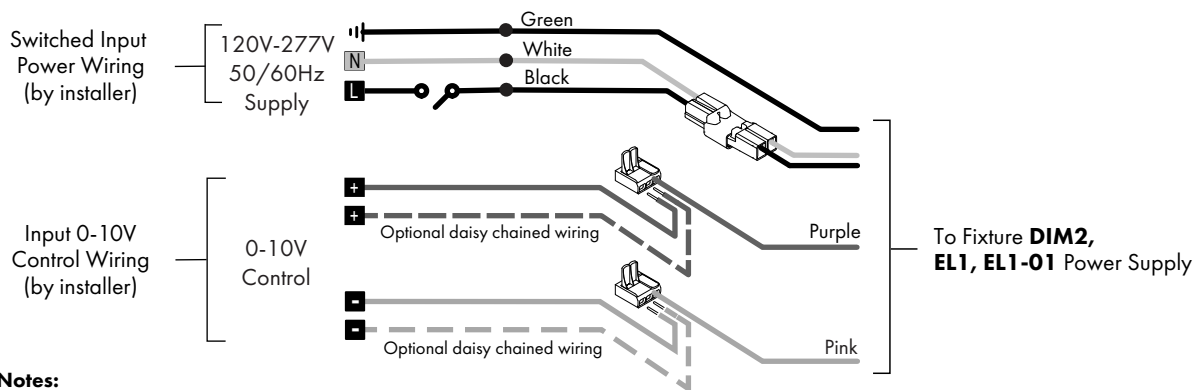 Switched Input
Power Wiring
(by installer)
120V-277V
50/60Hz
Supply
N
L
Green
White
Black
Input 0-10V
Control Wiring
(by installer)
0-10V
Control
+
+
Optional daisy chained wiring
Purple
-
-
Optional daisy chained wiring
Pink
To Fixture DIM2,
EL1, EL1-01 Power Supply
Notes: